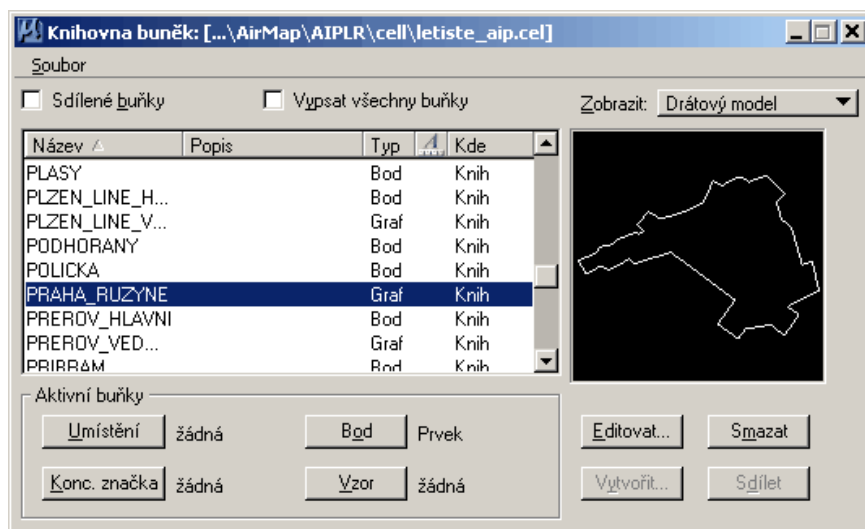 Knihovna buněk: [...\AirMap\AIPLR\cell\letiste_aip.cel]
Soubor
Sdílené buňky Vypsat všechny buňky Zobrazit: Drátový model
Název Popis Typ Kde
PLASY Bod Knih
PLZEN_LINE_H... Bod Knih
PLZEN_LINE_V... Graf Knih
PODHORANY Bod Knih
POLICKA Bod Knih
PRAHA_RUZYNE Graf Knih
PREROV_HLAVNI Bod Knih
PREROV_VED... Graf Knih
PRIBRAM Bod Knih
Aktivní buňky
Umístění žádná Bod Prvek Editovat... Smazat
Konc. značka žádná Vzor žádná Vytvořit... Sdílet